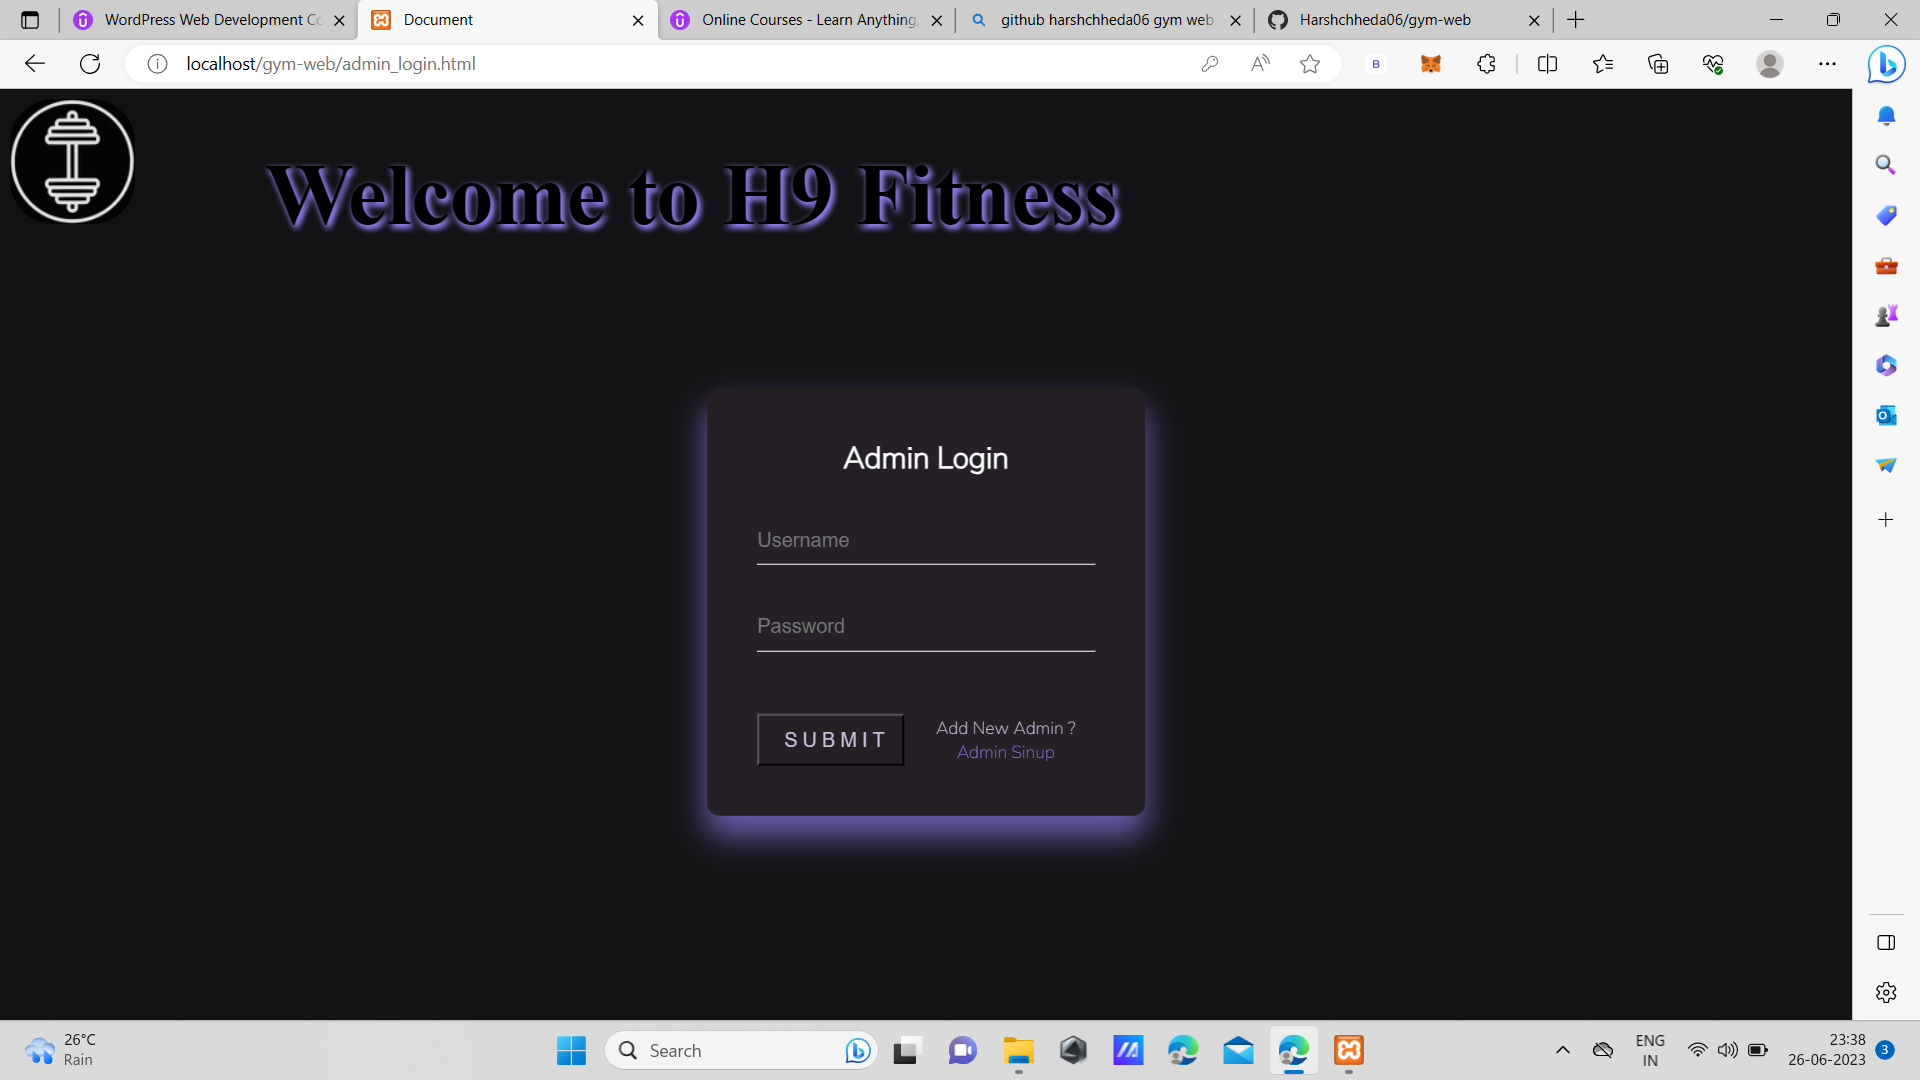 WordPress Web Development Co
Document
Online Courses - Learn Anything,
github harshchheda06 gym web
Harshchheda06/gym-web
localhost/gym-web/admin_login.html
B
Welcome to H9 Fitness
Admin Login
Username
Password
SUBMIT
Add New Admin ?
Admin Sinup
26°C
Rain
Search
ENG
IN
23:38
26-06-2023
3